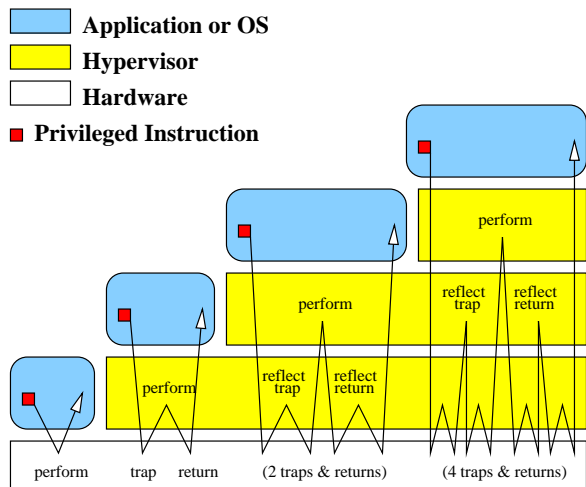 Application or OS
Hypervisor
Hardware
Privileged Instruction
perform
reflect
trap
reflect
return
perform
perform
reflect
trap
reflect
return
perform
trap
return
(2 traps & returns)
(4 traps & returns)